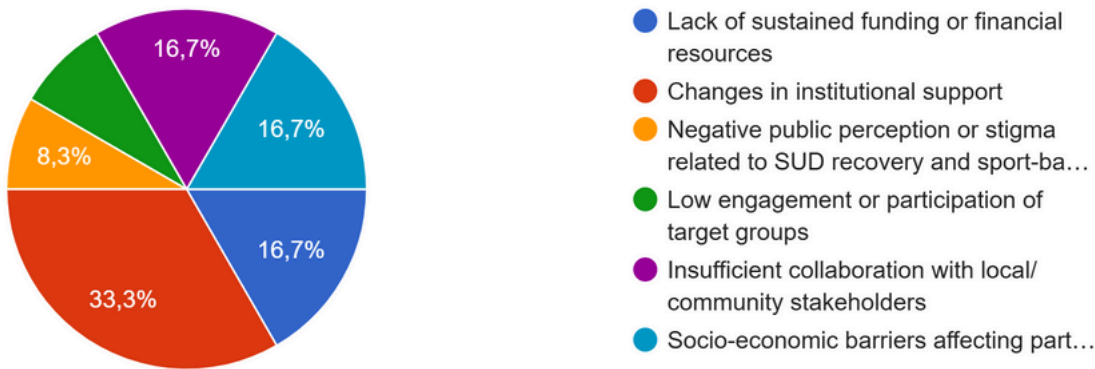 16,7%
16,7%
8,3%
16,7%
33,3%
Lack of sustained funding or financial
resources
Changes in institutional support
Negative public perception or stigma
related to SUD recovery and sport-ba…
Low engagement or participation of
target groups
Insufficient collaboration with local/
community stakeholders
Socio-economic barriers affecting part…